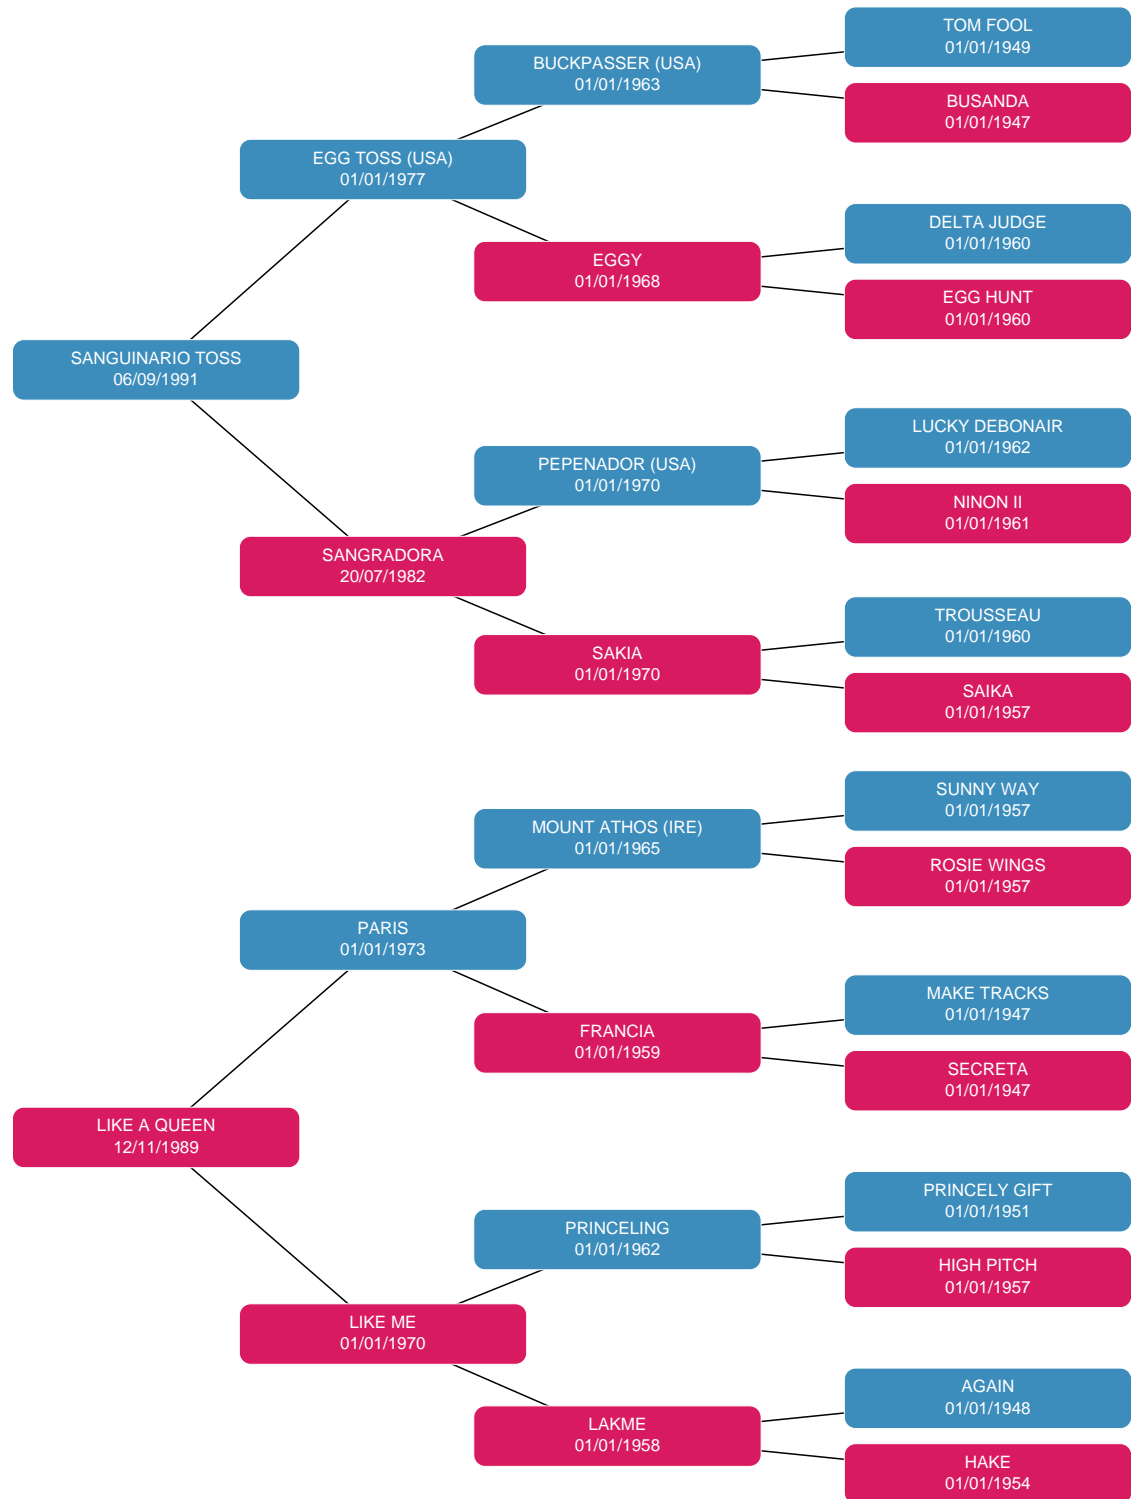 TOM FOOL
01/01/1949
BUCKPASSER (USA)
01/01/1963
BUSANDA
01/01/1947
EGG TOSS (USA)
01/01/1977
DELTA JUDGE
01/01/1960
EGGY
01/01/1968
EGG HUNT
01/01/1960
SANGUINARIO TOSS
06/09/1991
LUCKY DEBONAIR
01/01/1962
PEPENADOR (USA)
01/01/1970
NINON II
01/01/1961
SANGRADORA
20/07/1982
TROUSSEAU
01/01/1960
SAKIA
01/01/1970
SAIKA
01/01/1957
SUNNY WAY
01/01/1957
MOUNT ATHOS (IRE)
01/01/1965
ROSIE WINGS
01/01/1957
PARIS
01/01/1973
MAKE TRACKS
01/01/1947
FRANCIA
01/01/1959
SECRETA
01/01/1947
LIKE A QUEEN
12/11/1989
PRINCELY GIFT
01/01/1951
PRINCELING
01/01/1962
HIGH PITCH
01/01/1957
LIKE ME
01/01/1970
AGAIN
01/01/1948
LAKME
01/01/1958
HAKE
01/01/1954